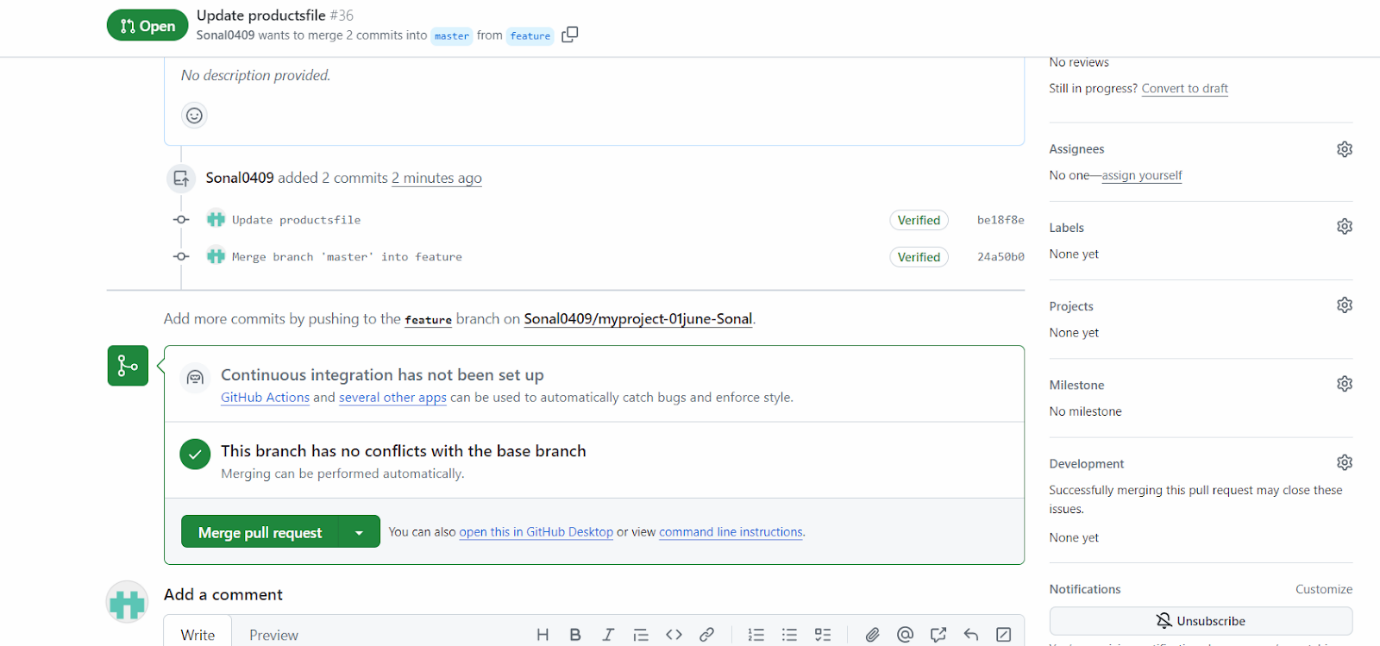 Open
Update productsfile #36
Sonal0409 wants to merge 2 commits into master from feature
No description provided.
Sonal0409 added 2 commits 2 minutes ago
Update productsfile Verified be18f8e
Merge branch 'master' into feature Verified 24a50b0
Add more commits by pushing to the feature branch on Sonal0409/myproject-01june-Sonal.
Continuous integration has not been set up
GitHub Actions and several other apps can be used to automatically catch bugs and enforce style.
This branch has no conflicts with the base branch
Merging can be performed automatically.
Merge pull request
You can also open this in GitHub Desktop or view command line instructions.
Add a comment
Write Preview
No reviews
Still in progress? Convert to draft
Assignees
No one—assign yourself
Labels
None yet
Projects
None yet
Milestone
No milestone
Development
Successfully merging this pull request may close these
issues.
None yet
Notifications Customize
Unsubscribe